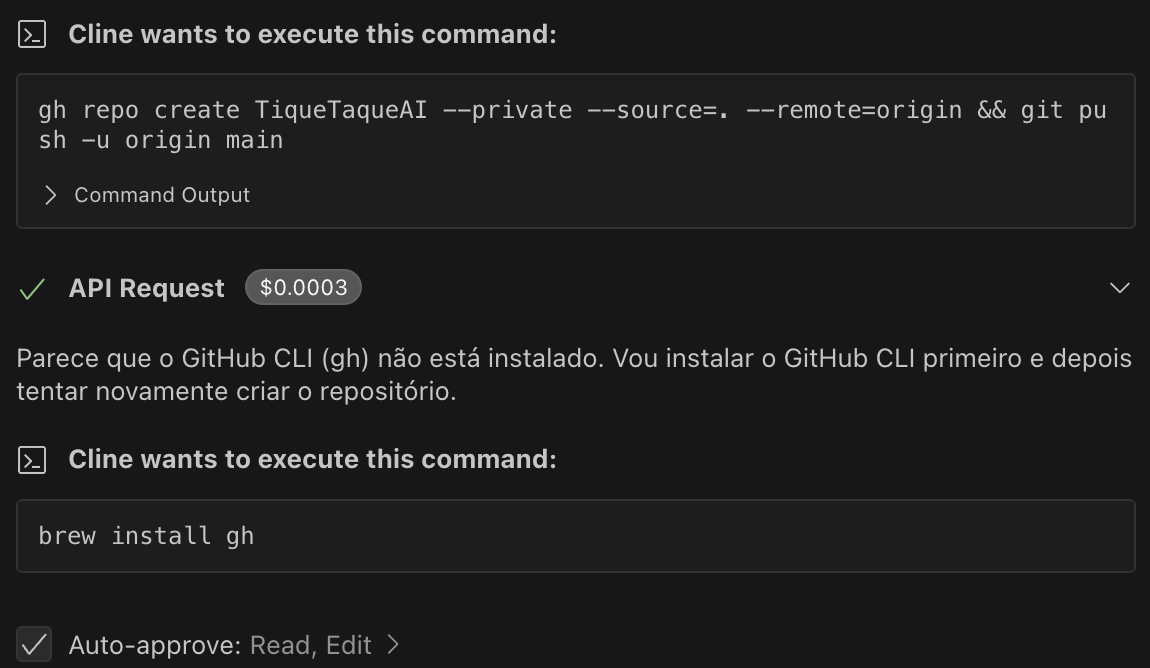 Cline wants to execute this command:
gh repo create TiqueTaqueAI --private --source=. --remote=origin && git pu
sh -u origin main
Command Output
API Request $0.0003
Parece que o GitHub CLI (gh) não está instalado. Vou instalar o GitHub CLI primeiro e depois
tentar novamente criar o repositório.
Cline wants to execute this command:
brew install gh
Auto-approve: Read, Edit